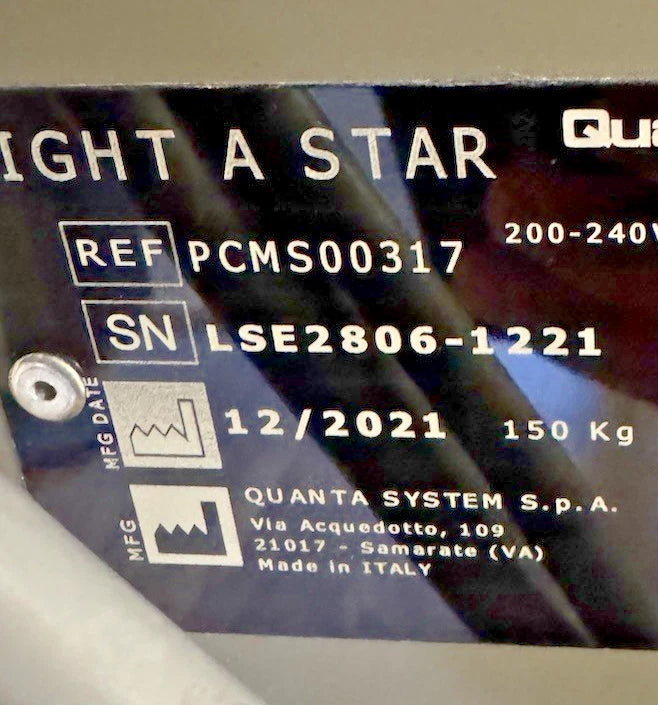 IGHT A STAR
Qua
REF PCMS00317
200-240V
SN LSE2806-1221
MFG DATE
12/2021 150 Kg
MFG
QUANTA SYSTEM S.p.A.
Via Acquedotto, 109
21017 - Samarate (VA)
Made in ITALY